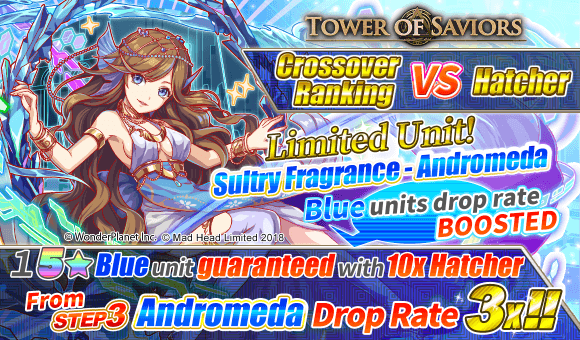 TOWER OF SAVIORS
Crossover Ranking VS Hatcher
Limited Unit!
Sultry Fragrance - Andromeda
Blue units drop rate
BOOSTED
© WonderPlanet Inc. © Mad Head Limited 2018
1 5★ Blue unit guaranteed with 10x Hatcher
From STEP3 Andromeda Drop Rate 3x!!